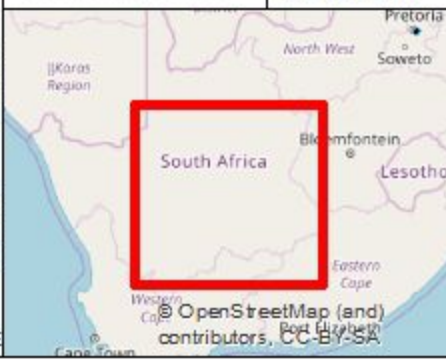 Pretoria
North West
Soweto
||Karas
Region
Bloemfontein
South Africa
Lesotho
Eastern
Cape
Western
Cape
© OpenStreetMap (and)
contributors, CC-BY-SA
Port Elizabeth
Cape Town